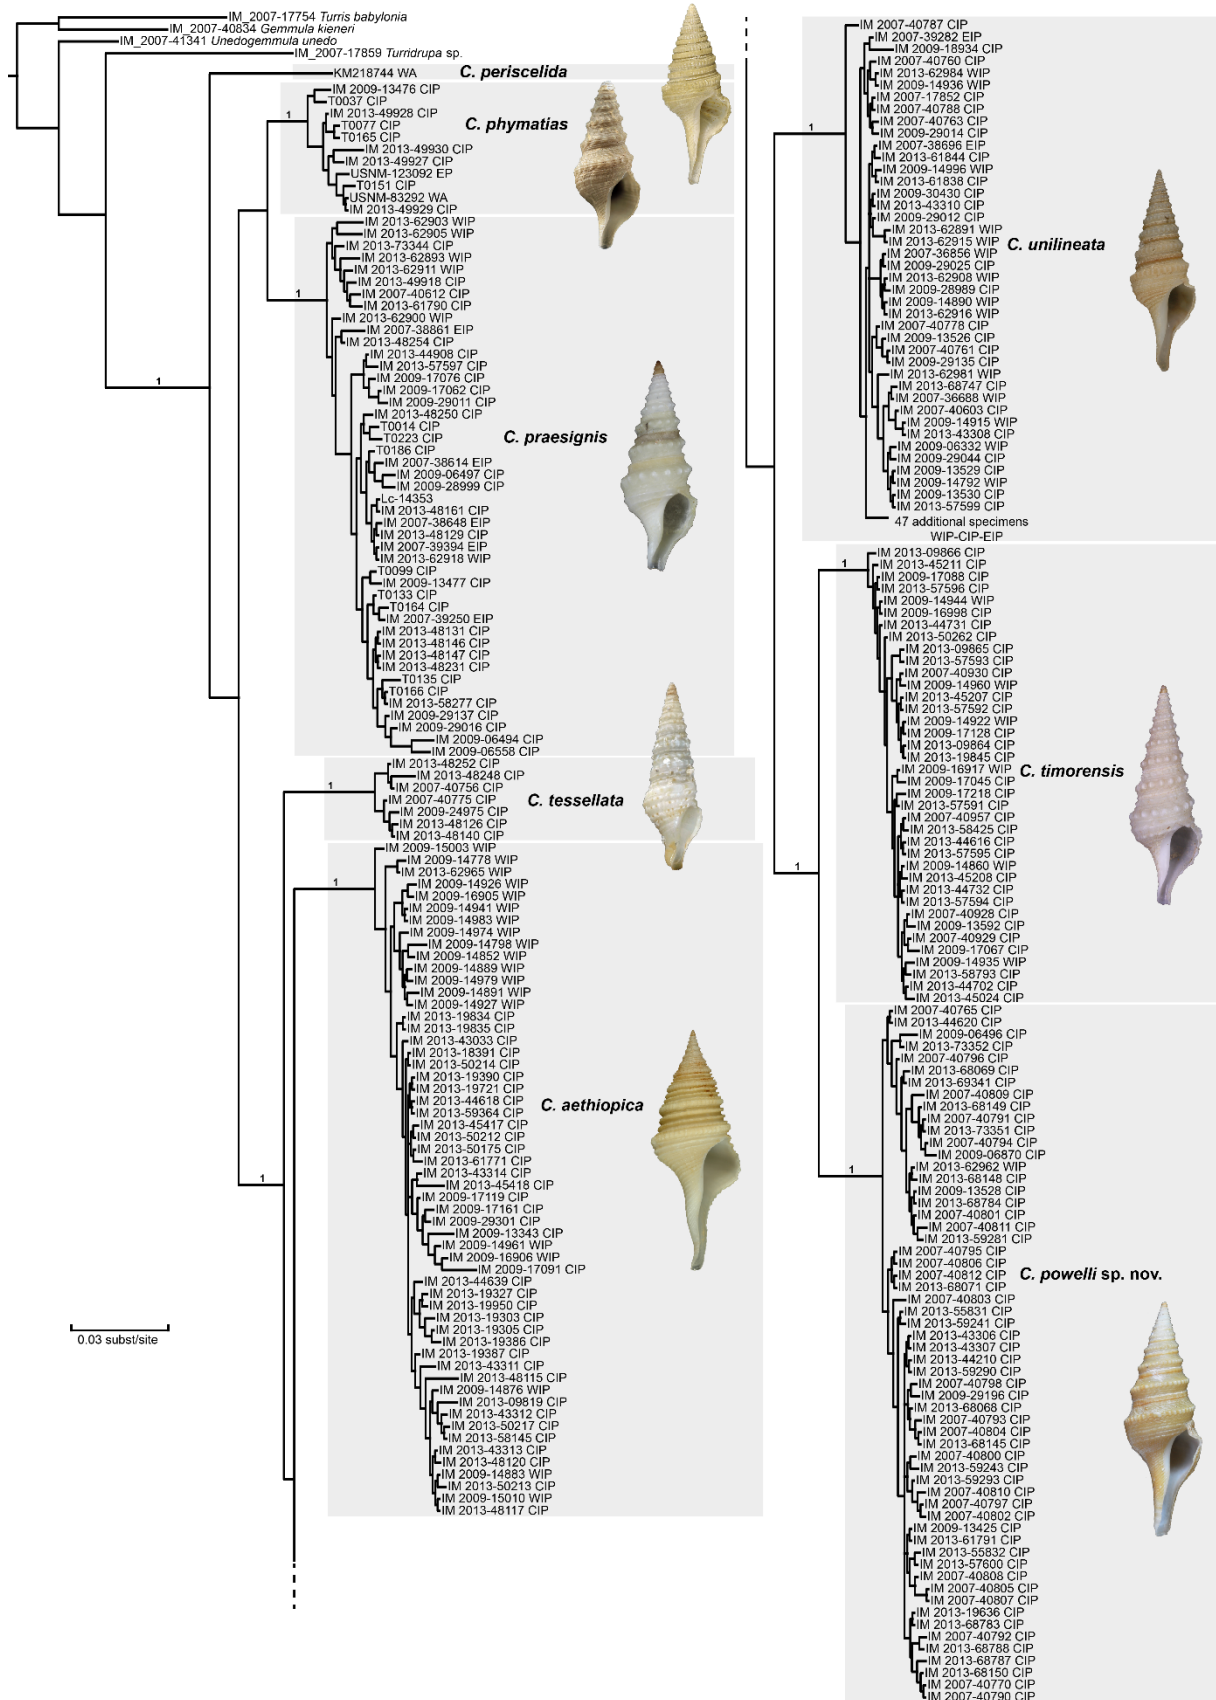 IM_2007-17754 Turris babylonia
IM_2007-40834 Gemmula kieneri
IM_2007-41341 Unedogemmula unedo
IM_2007-17859 Turridrupa sp.
KM218744 WA
C. periscelida
IM 2009-13476 CIP
T0037 CIP
IM 2013-49928 CIP
T0077 CIP
T0165 CIP
IM 2013-49930 CIP
IM 2013-49927 CIP
USNM-123092 EP
T0151 CIP
USNM-83292 WA
IM 2013-49929 CIP
1
C. phymatias
IM 2013-62903 WIP
IM 2013-62905 WIP
IM 2013-73344 CIP
IM 2013-62893 WIP
IM 2013-62911 WIP
IM 2013-49918 CIP
IM 2007-40612 CIP
IM 2013-61790 CIP
IM 2013-62900 WIP
IM 2007-38861 EIP
IM 2013-48254 CIP
IM 2013-44908 CIP
IM 2013-57597 CIP
IM 2009-17076 CIP
IM 2009-17062 CIP
IM 2009-29011 CIP
IM 2013-48250 CIP
T0014 CIP
T0223 CIP
T0186 CIP
IM 2007-38614 EIP
IM 2009-06497 CIP
IM 2009-28999 CIP
Lc-14353
IM 2013-48161 CIP
IM 2007-38648 EIP
IM 2013-48129 CIP
IM 2007-39394 EIP
IM 2013-62918 WIP
T0099 CIP
IM 2009-13477 CIP
T0133 CIP
T0164 CIP
IM 2007-39250 EIP
IM 2013-48131 CIP
IM 2013-48146 CIP
IM 2013-48147 CIP
IM 2013-48231 CIP
T0135 CIP
T0166 CIP
IM 2013-58277 CIP
IM 2009-29137 CIP
IM 2009-29016 CIP
IM 2009-06494 CIP
IM 2009-06558 CIP
1
C. praesignis
1
IM 2013-48252 CIP
IM 2013-48248 CIP
IM 2007-40756 CIP
IM 2007-40775 CIP
IM 2009-24975 CIP
IM 2013-48126 CIP
IM 2013-48140 CIP
1
C. tessellata
IM 2009-15003 WIP
IM 2009-14778 WIP
IM 2013-62965 WIP
IM 2009-14926 WIP
IM 2009-16905 WIP
IM 2009-14941 WIP
IM 2009-14983 WIP
IM 2009-14974 WIP
IM 2009-14798 WIP
IM 2009-14852 WIP
IM 2009-14889 WIP
IM 2009-14979 WIP
IM 2009-14891 WIP
IM 2009-14927 WIP
IM 2013-19834 CIP
IM 2013-19835 CIP
IM 2013-43033 CIP
IM 2013-18391 CIP
IM 2013-50214 CIP
IM 2013-19390 CIP
IM 2013-19721 CIP
IM 2013-44618 CIP
IM 2013-59364 CIP
IM 2013-45417 CIP
IM 2013-50212 CIP
IM 2013-50175 CIP
IM 2013-61771 CIP
IM 2013-43314 CIP
IM 2013-45418 CIP
IM 2009-17119 CIP
IM 2009-17161 CIP
IM 2009-29301 CIP
IM 2009-13343 CIP
IM 2009-14961 WIP
IM 2009-16906 WIP
IM 2009-17091 CIP
IM 2013-44639 CIP
IM 2013-19327 CIP
IM 2013-19950 CIP
IM 2013-19303 CIP
IM 2013-19305 CIP
IM 2013-19386 CIP
IM 2013-19387 CIP
IM 2013-43311 CIP
IM 2013-48115 CIP
IM 2009-14876 WIP
IM 2013-09819 CIP
IM 2013-43312 CIP
IM 2013-50217 CIP
IM 2013-58145 CIP
IM 2013-43313 CIP
IM 2013-48120 CIP
IM 2009-14883 WIP
IM 2013-50213 CIP
IM 2009-15010 WIP
IM 2013-48117 CIP
1
C. aethiopica
1
0.03 subst/site
IM 2007-40787 CIP
IM 2007-39282 EIP
IM 2009-18934 CIP
IM 2007-40760 CIP
IM 2013-62984 WIP
IM 2009-14936 WIP
IM 2007-17852 CIP
IM 2007-40788 CIP
IM 2007-40763 CIP
IM 2009-29014 CIP
IM 2007-38696 EIP
IM 2013-61844 CIP
IM 2009-14996 WIP
IM 2013-61838 CIP
IM 2009-30430 CIP
IM 2013-43310 CIP
IM 2009-29012 CIP
IM 2013-62891 WIP
IM 2013-62915 WIP
IM 2007-36856 WIP
IM 2009-29025 CIP
IM 2013-62908 WIP
IM 2009-28989 CIP
IM 2009-14890 WIP
IM 2013-62916 WIP
IM 2007-40778 CIP
IM 2009-13526 CIP
IM 2007-40761 CIP
IM 2009-29135 CIP
IM 2013-62981 WIP
IM 2013-68747 CIP
IM 2007-36688 WIP
IM 2007-40603 CIP
IM 2009-14915 WIP
IM 2013-43308 CIP
IM 2009-06332 WIP
IM 2009-29044 CIP
IM 2009-13529 CIP
IM 2009-14792 WIP
IM 2009-13530 CIP
IM 2013-57599 CIP
47 additional specimens
WIP-CIP-EIP
1
C. unilineata
IM 2013-09866 CIP
IM 2013-45211 CIP
IM 2009-17088 CIP
IM 2013-57596 CIP
IM 2009-14944 WIP
IM 2009-16998 CIP
IM 2013-44731 CIP
IM 2013-50262 CIP
IM 2013-09865 CIP
IM 2013-57593 CIP
IM 2007-40930 CIP
IM 2009-14960 WIP
IM 2013-45207 CIP
IM 2013-57592 CIP
IM 2009-14922 WIP
IM 2009-17128 CIP
IM 2013-09864 CIP
IM 2013-19845 CIP
IM 2009-16917 WIP
IM 2009-17045 CIP
IM 2009-17218 CIP
IM 2013-57591 CIP
IM 2007-40957 CIP
IM 2013-58425 CIP
IM 2013-44616 CIP
IM 2013-57595 CIP
IM 2009-14860 WIP
IM 2013-45208 CIP
IM 2013-44732 CIP
IM 2013-57594 CIP
IM 2007-40928 CIP
IM 2009-13592 CIP
IM 2007-40929 CIP
IM 2009-17067 CIP
IM 2009-14935 WIP
IM 2013-58793 CIP
IM 2013-44702 CIP
IM 2013-45024 CIP
1
C. timorensis
1
IM 2007-40765 CIP
IM 2013-44620 CIP
IM 2009-06496 CIP
IM 2013-73352 CIP
IM 2007-40796 CIP
IM 2013-68069 CIP
IM 2013-69341 CIP
IM 2007-40809 CIP
IM 2013-68149 CIP
IM 2007-40791 CIP
IM 2013-73351 CIP
IM 2007-40794 CIP
IM 2009-06870 CIP
IM 2013-62962 WIP
IM 2013-68148 CIP
IM 2009-13528 CIP
IM 2013-68784 CIP
IM 2007-40801 CIP
IM 2007-40811 CIP
IM 2013-59281 CIP
IM 2007-40795 CIP
IM 2007-40806 CIP
IM 2007-40812 CIP
IM 2013-68071 CIP
IM 2007-40803 CIP
IM 2013-55831 CIP
IM 2013-59241 CIP
IM 2013-43306 CIP
IM 2013-43307 CIP
IM 2013-44210 CIP
IM 2013-59290 CIP
IM 2007-40798 CIP
IM 2009-29196 CIP
IM 2013-68068 CIP
IM 2007-40793 CIP
IM 2007-40804 CIP
IM 2013-68145 CIP
IM 2007-40800 CIP
IM 2013-59243 CIP
IM 2013-59293 CIP
IM 2007-40810 CIP
IM 2007-40797 CIP
IM 2007-40802 CIP
IM 2009-13425 CIP
IM 2013-61791 CIP
IM 2013-55832 CIP
IM 2013-57600 CIP
IM 2007-40808 CIP
IM 2007-40805 CIP
IM 2007-40807 CIP
IM 2013-19636 CIP
IM 2013-68783 CIP
IM 2007-40792 CIP
IM 2013-68788 CIP
IM 2013-68787 CIP
IM 2013-68150 CIP
IM 2007-40770 CIP
IM 2007-40790 CIP
1
C. powelli sp. nov.